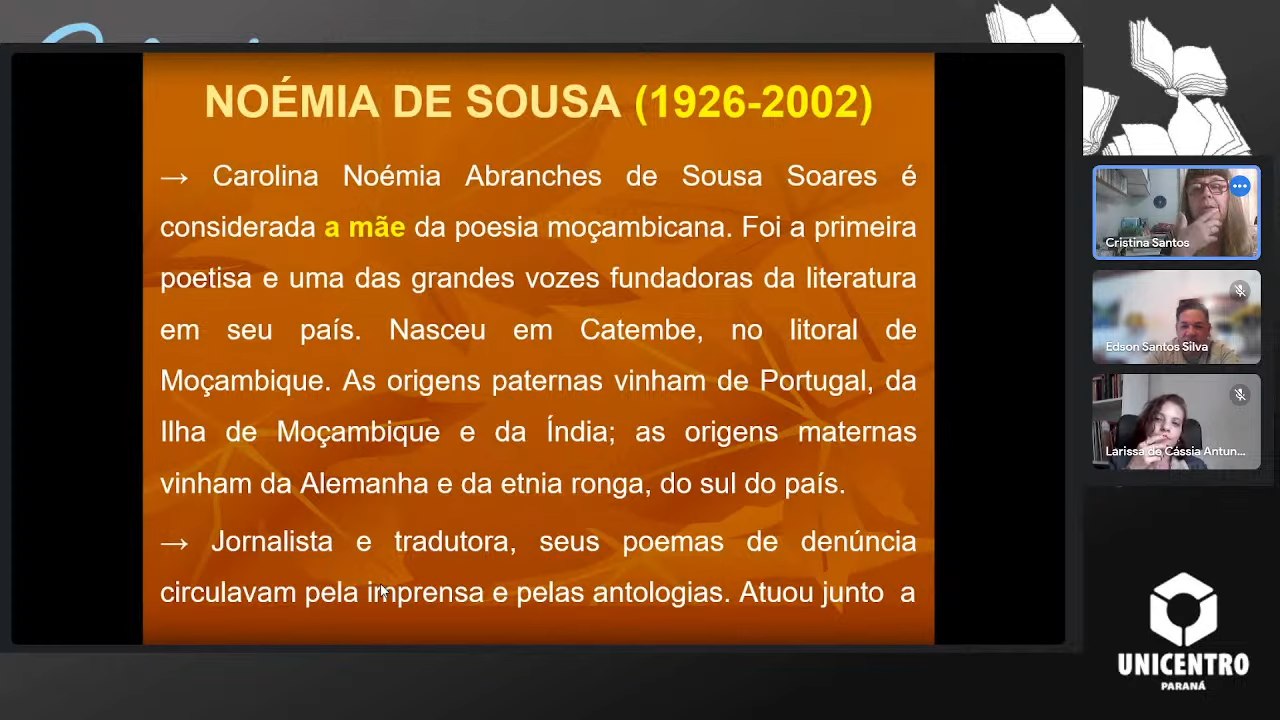 NOÉMIA DE SOUSA (1926-2002)
→ Carolina Noémia Abranches de Sousa Soares é
considerada a mãe da poesia moçambicana. Foi a primeira
poetisa e uma das grandes vozes fundadoras da literatura
em seu país. Nasceu em Catembe, no litoral de
Moçambique. As origens paternas vinham de Portugal, da
Ilha de Moçambique e da Índia; as origens maternas
vinham da Alemanha e da etnia ronga, do sul do país.
→ Jornalista e tradutora, seus poemas de denúncia
circulavam pela imprensa e pelas antologias. Atuou junto a
Cristina Santos
Edson Santos Silva
Larissa de Cássia Antun...
UNICENTRO
PARANÁ